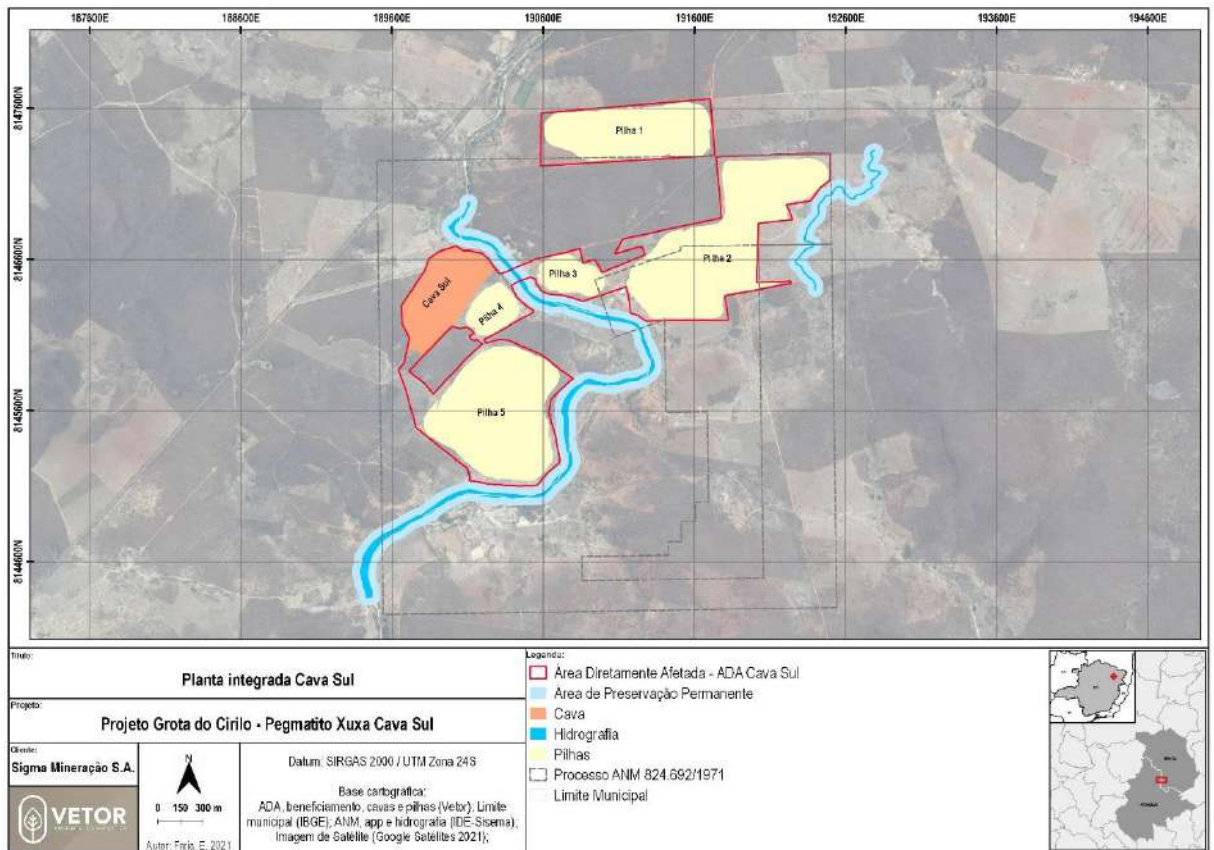 187600E 188600E 189600E 190600E 191600E 192600E 193600E 194600E
8147600N
8146600N
8145600N
8144600N
Pilha 1
Pilha 2
Pilha 3
Cava Sul
Pilha 4
Pilha 5
Título:
Planta integrada Cava Sul
Projeto:
Projeto Grota do Cirilo - Pegmatito Xuxa Cava Sul
Cliente:
Sigma Mineração S.A.
VETOR
N
0 150 300 m
Autor: Faria, E. 2021
Datum: SIRGAS 2000 / UTM Zona 24S
Base cartográfica:
ADA, beneficiamento, cavas e pilhas (Vetor); Limite
municipal (IBGE); ANM, app e hidrografia (IDE-Sisema);
Imagem de Satélite (Google Satélites 2021);
Legenda:
Área Diretamente Afetada - ADA Cava Sul
Área de Preservação Permanente
Cava
Hidrografia
Pilhas
Processo ANM 824.692/1971
Limite Municipal